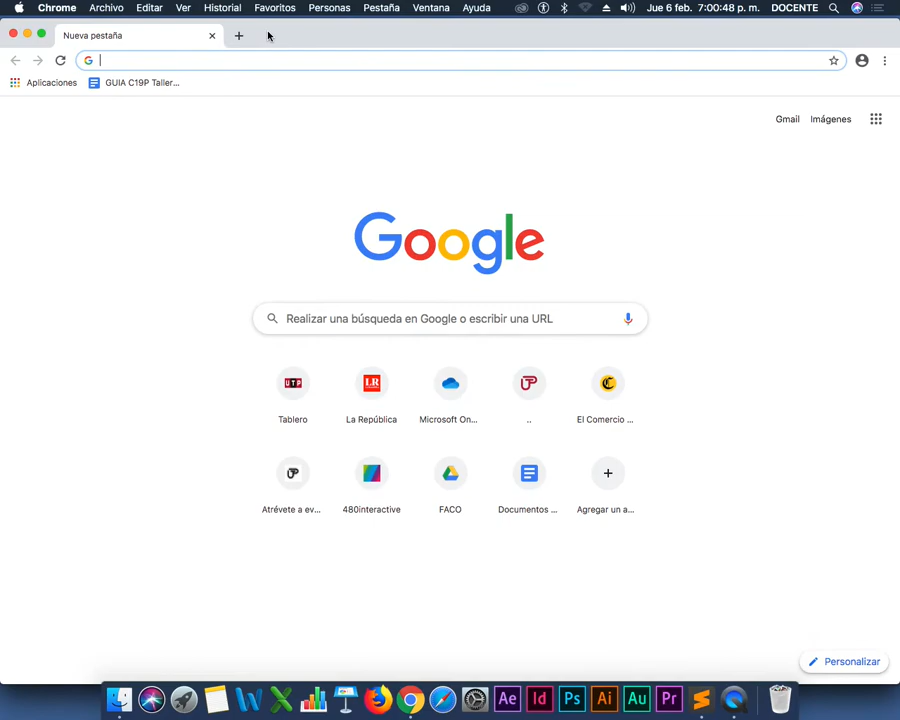 Chrome Archivo Editar Ver Historial Favoritos Personas Pestaña Ventana Ayuda Jue 6 feb. 7:00:48 p. m. DOCENTE
Nueva pestaña
G
Aplicaciones GUIA C19P Taller...
Gmail Imágenes
Google
Realizar una búsqueda en Google o escribir una URL
UTP LR C
Tablero La República Microsoft On... .. El Comercio ...
Atrévete a ev... 480interactive FACO Documentos ... Agregar un a...
Personalizar
W X Ae Id Ps Ai Au Pr S